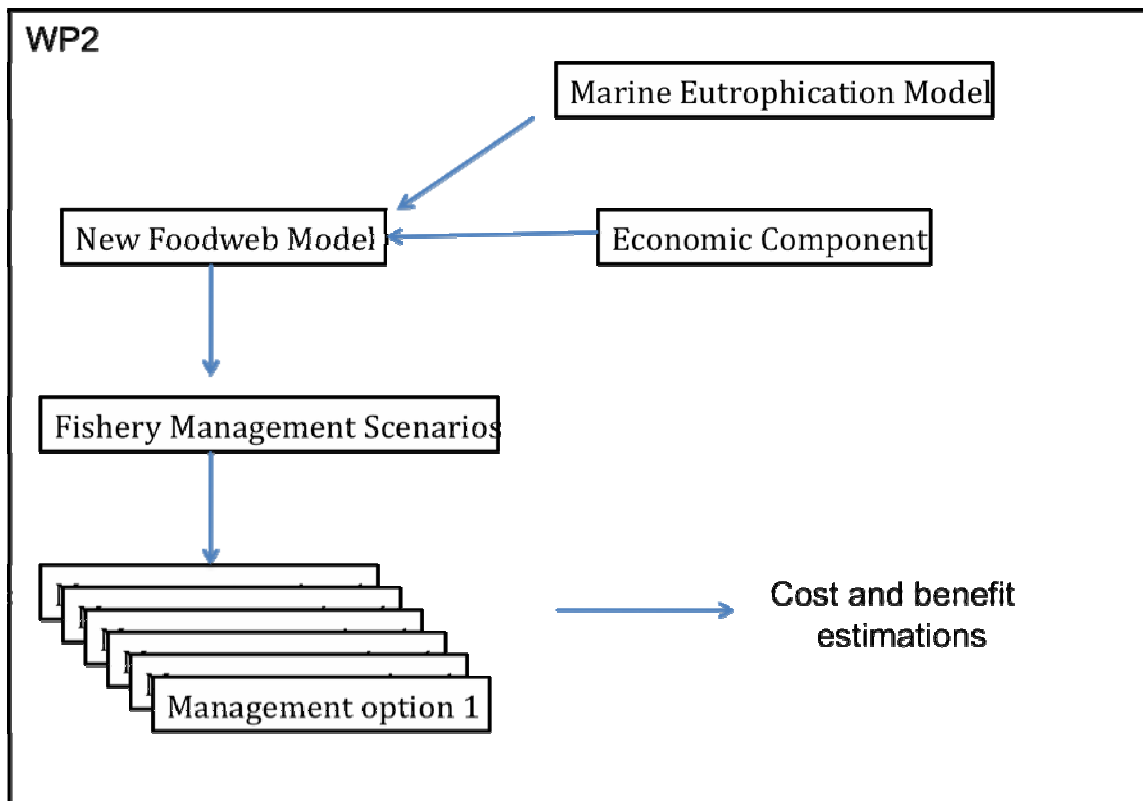 WP2
Marine Eutrophication Model
New Foodweb Model
Economic Component
Fishery Management Scenarios
Management option 1
Cost and benefit
estimations